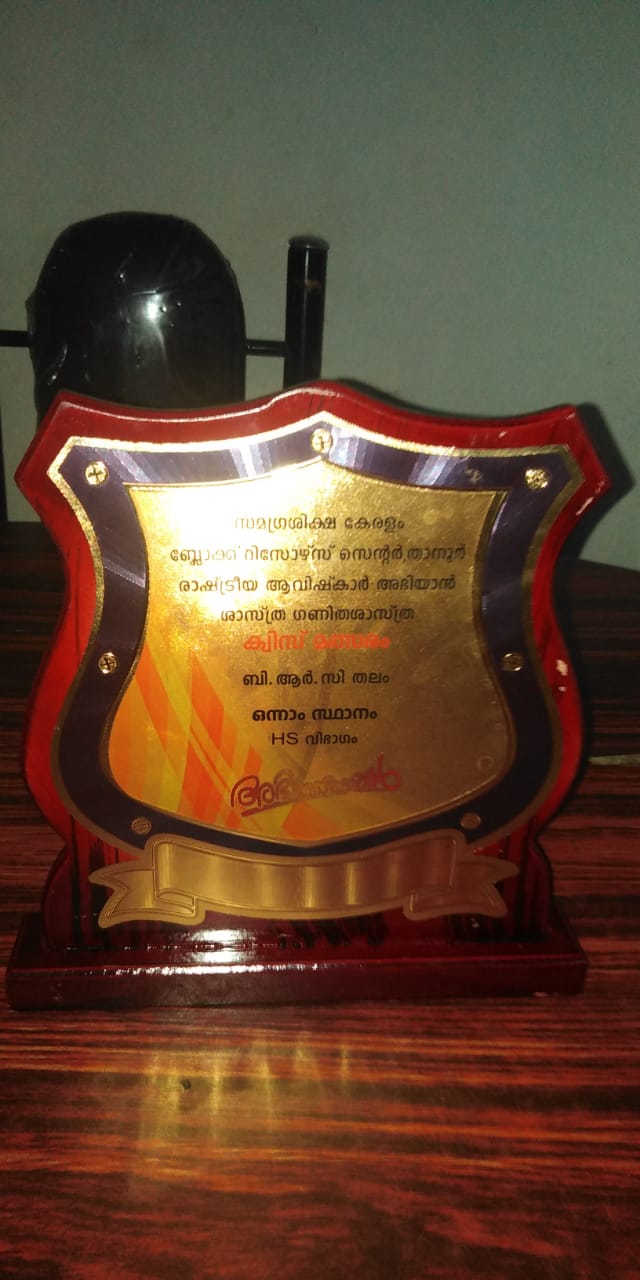 സമഗ്രശിക്ഷ കേരളം
ബ്ലോക്ക് റിസോഴ്സ് സെന്റർ,താനൂർ
രാഷ്ട്രീയ ആവിഷ്കാർ അഭിയാൻ
ശാസ്ത്ര ഗണിതശാസ്ത്ര
ക്വിസ് മത്സരം
ബി.ആർ.സി തലം
ഒന്നാം സ്ഥാനം
HS വിഭാഗം